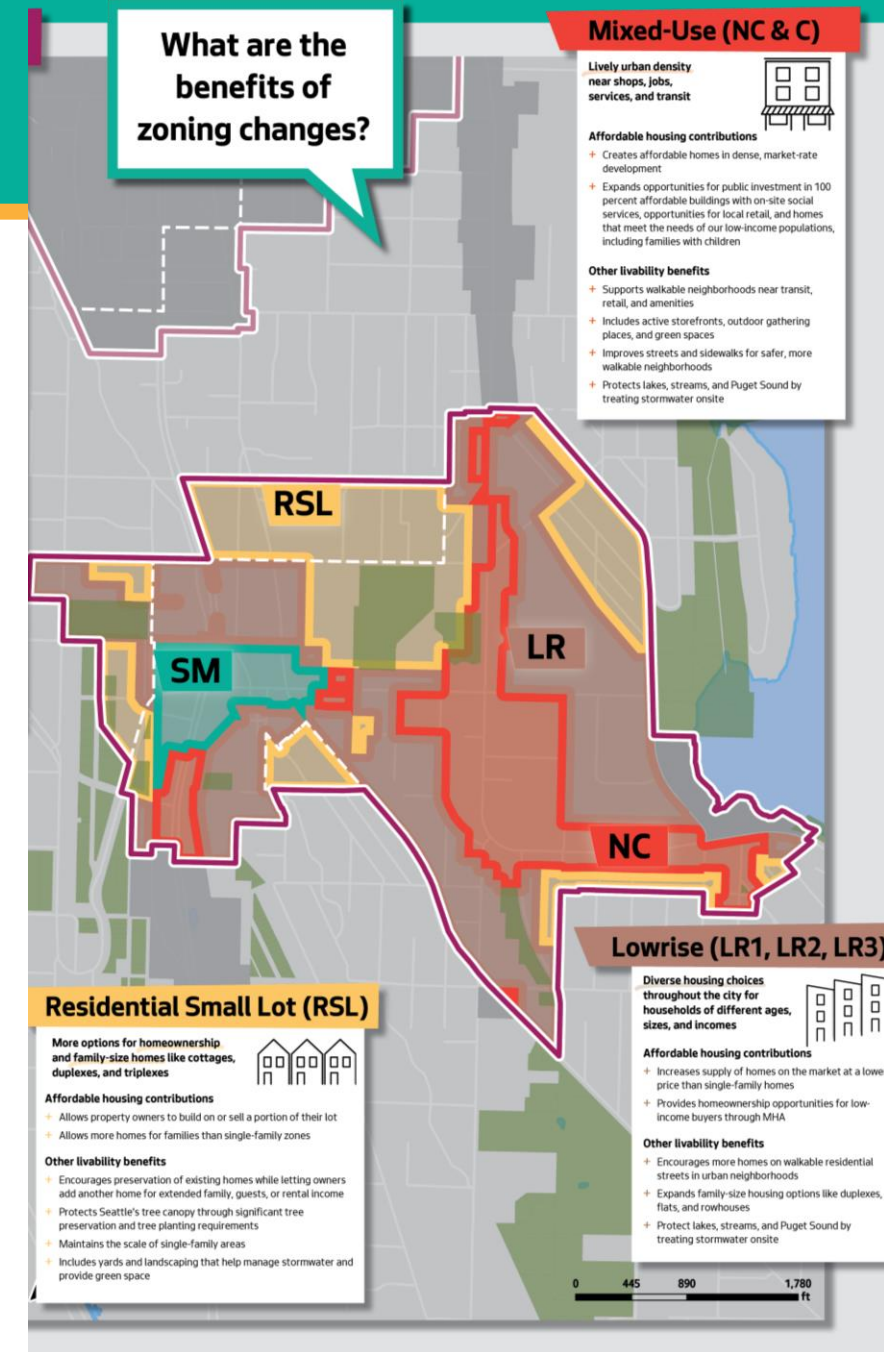 What are the
benefits of
zoning changes?
Mixed-Use (NC & C)
Lively urban density
near shops, jobs,
services, and transit
Affordable housing contributions
+ Creates affordable homes in dense, market-rate
development
+ Expands opportunities for public investment in 100
percent affordable buildings with on-site social
services, opportunities for local retail, and homes
that meet the needs of our low-income populations,
including families with children
Other livability benefits
+ Supports walkable neighborhoods near transit,
retail, and amenities
+ Includes active storefronts, outdoor gathering
places, and green spaces
+ Improves streets and sidewalks for safer, more
walkable neighborhoods
+ Protects lakes, streams, and Puget Sound by
treating stormwater onsite
RSL
SM
LR
NC
Residential Small Lot (RSL)
More options for homeownership
and family-size homes like cottages,
duplexes, and triplexes
Affordable housing contributions
+ Allows property owners to build on or sell a portion of their lot
+ Allows more homes for families than single-family zones
Other livability benefits
+ Encourages preservation of existing homes while letting owners
add another home for extended family, guests, or rental income
+ Protects Seattle's tree canopy through significant tree
preservation and tree planting requirements
+ Maintains the scale of single-family areas
+ Includes yards and landscaping that help manage stormwater and
provide green space
Lowrise (LR1, LR2, LR3)
Diverse housing choices
throughout the city for
households of different ages,
sizes, and incomes
Affordable housing contributions
+ Increases supply of homes on the market at a lowe
price than single-family homes
+ Provides homeownership opportunities for low-
income buyers through MHA
Other livability benefits
+ Encourages more homes on walkable residential
streets in urban neighborhoods
+ Expands family-size housing options like duplexes,
flats, and rowhouses
+ Protect lakes, streams, and Puget Sound by
treating stormwater onsite
0 445 890 1,780
ft